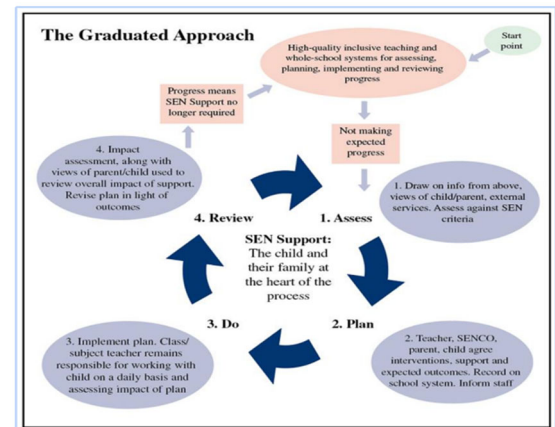 The Graduated Approach
Start
point
High-quality inclusive teaching and
whole-school systems for assessing,
planning, implementing and reviewing
progress
Progress means
SEN Support no
longer required
Not making
expected
progress
4. Impact
assessment, along with
views of parent/child used to
review overall impact of support.
Revise plan in light of
outcomes
1. Draw on info from above,
views of child/parent, external
services. Assess against SEN
criteria
4. Review
1. Assess
SEN Support:
The child and
their family at
the heart of the
process
3. Do
2. Plan
3. Implement plan. Class/
subject teacher remains
responsible for working with
child on a daily basis and
assessing impact of plan
2. Teacher, SENCO,
parent, child agree
interventions, support and
expected outcomes. Record on
school system. Inform staff